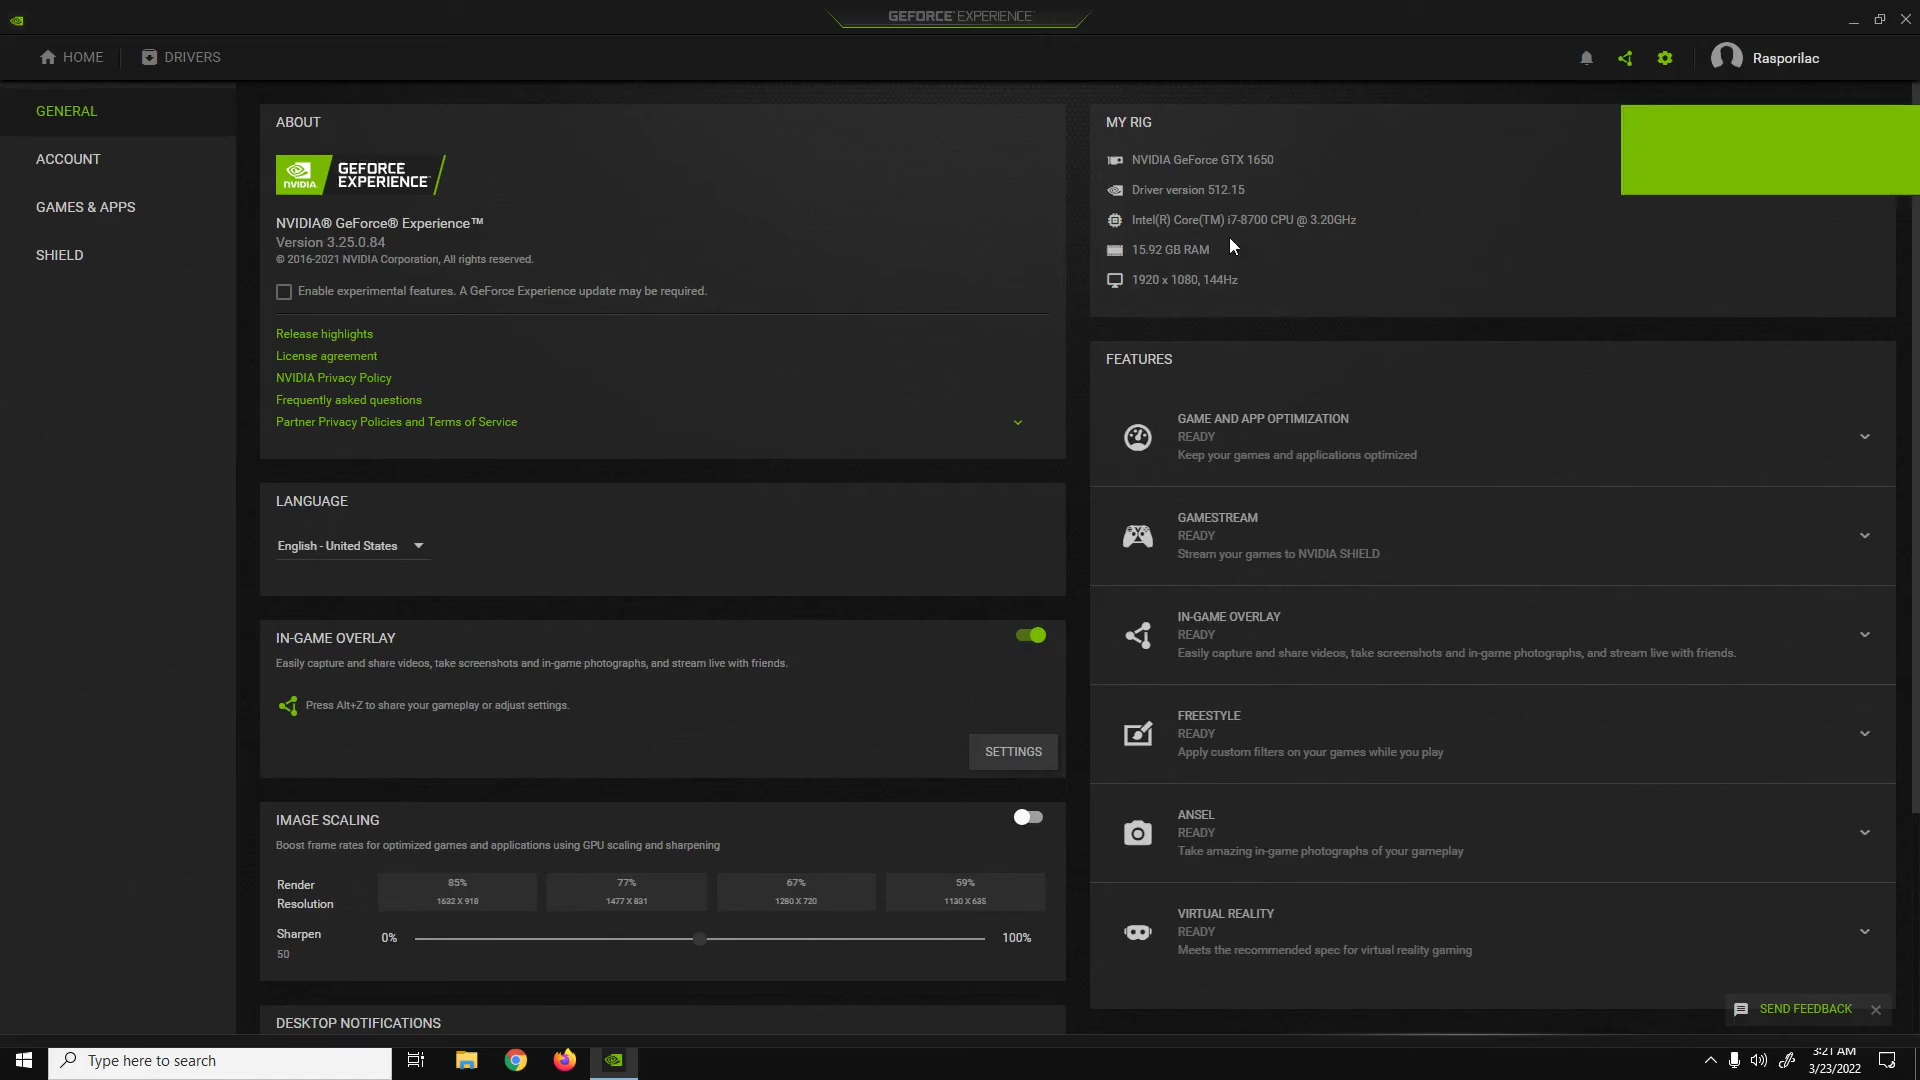 GEFORCE EXPERIENCE
HOME
DRIVERS
Rasporilac
GENERAL
ACCOUNT
GAMES & APPS
SHIELD
ABOUT
NVIDIA.
GEFORCE
EXPERIENCE
NVIDIA® GeForce® Experience™
Version 3.25.0.84
© 2016-2021 NVIDIA Corporation, All rights reserved.
Enable experimental features. A GeForce Experience update may be required.
Release highlights
License agreement
NVIDIA Privacy Policy
Frequently asked questions
Partner Privacy Policies and Terms of Service
LANGUAGE
English - United States
IN-GAME OVERLAY
Easily capture and share videos, take screenshots and in-game photographs, and stream live with friends.
Press Alt+Z to share your gameplay or adjust settings.
SETTINGS
IMAGE SCALING
Boost frame rates for optimized games and applications using GPU scaling and sharpening
Render
Resolution
85%
1632 X 918
77%
1477 X 831
67%
1280 X 720
59%
1130 X 635
Sharpen
50
0%
100%
DESKTOP NOTIFICATIONS
MY RIG
NVIDIA GeForce GTX 1650
Driver version 512.15
Intel(R) Core(TM) i7-8700 CPU @ 3.20GHz
15.92 GB RAM
1920 x 1080, 144Hz
FEATURES
GAME AND APP OPTIMIZATION
READY
Keep your games and applications optimized
GAMESTREAM
READY
Stream your games to NVIDIA SHIELD
IN-GAME OVERLAY
READY
Easily capture and share videos, take screenshots and in-game photographs, and stream live with friends.
FREESTYLE
READY
Apply custom filters on your games while you play
ANSEL
READY
Take amazing in-game photographs of your gameplay
VIRTUAL REALITY
READY
Meets the recommended spec for virtual reality gaming
SEND FEEDBACK
Type here to search
3:21 AM
3/23/2022